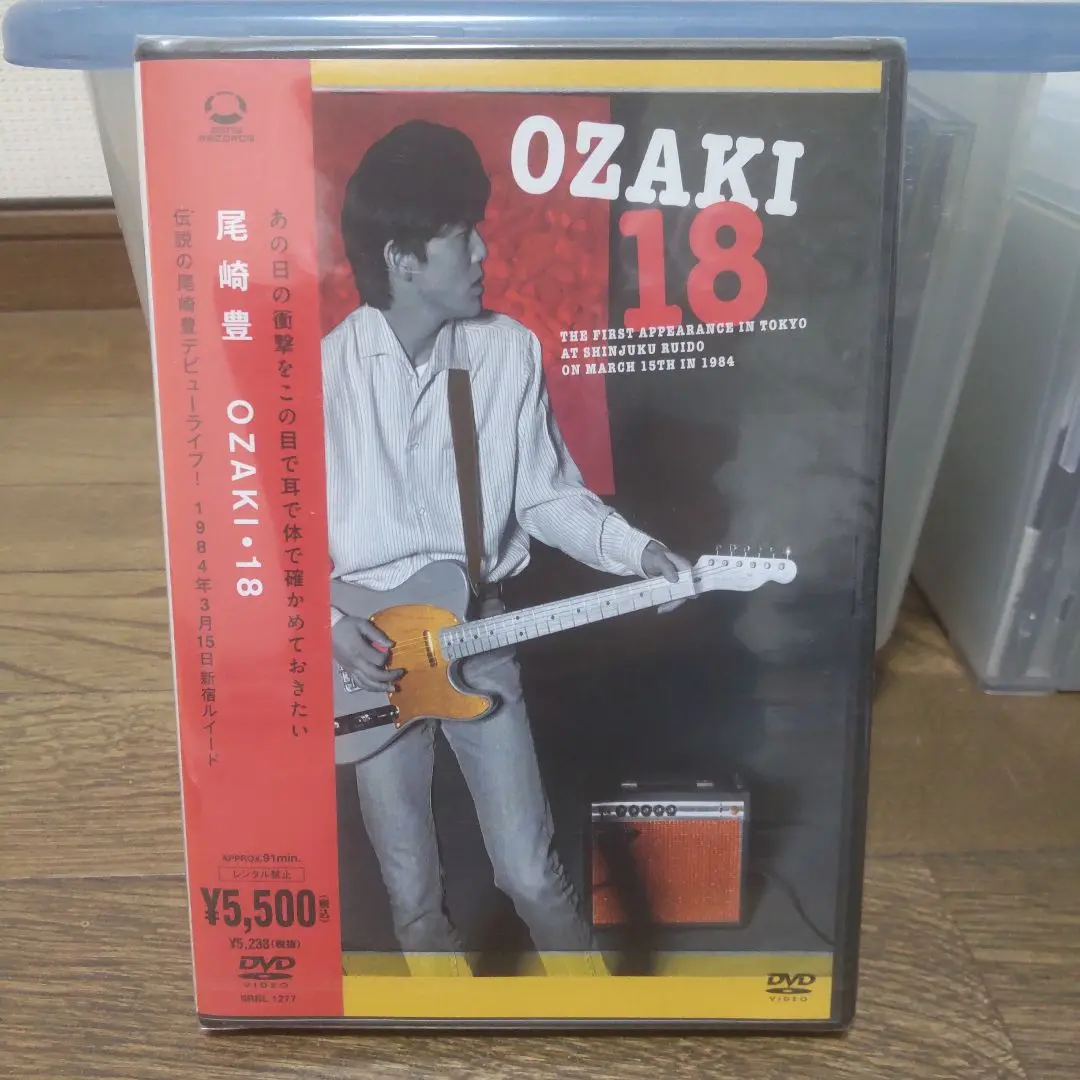 SONY RECORDS
あの日の衝撃をこの目で耳で体で確かめておきたい
尾崎豊 OZAKI・18
伝説の尾崎豊デビューライブ! 1984年3月15日新宿ルイード
APPROX.91min.
レンタル禁止
¥5,500(税込)
¥5,238(税抜)
DVD
VIDEO
SRBL 1277
OZAKI
18
THE FIRST APPEARANCE IN TOKYO
AT SHINJUKU RUIDO
ON MARCH 15TH IN 1984
DVD
VIDEO